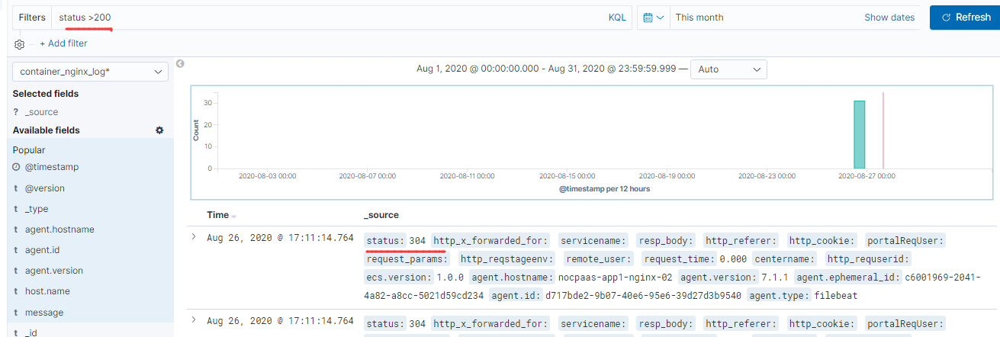 Filters status >200 KQL This month Show dates Refresh
+ Add filter
container_nginx_log*
Selected fields
? _source
Available fields
Popular
@timestamp
t @version
t _type
t agent.hostname
t agent.id
t agent.version
t host.name
t message
t _id
Aug 1, 2020 @ 00:00:00.000 - Aug 31, 2020 @ 23:59:59.999 — Auto
Count
30
20
10
0
2020-08-03 00:00 2020-08-07 00:00 2020-08-11 00:00 2020-08-15 00:00 2020-08-19 00:00 2020-08-23 00:00 2020-08-27 00:00
@timestamp per 12 hours
Time _source
Aug 26, 2020 @ 17:11:14.764 status: 304 http_x_forwarded_for: servicename: resp_body: http_referer: http_cookie: portalReqUser:
request_params: http_reqstageenv: remote_user: request_time: 0.000 centername: http_requserid:
ecs.version: 1.0.0 agent.hostname: nocpaas-app1-nginx-02 agent.version: 7.1.1 agent.ephemeral_id: c6001969-2041-
4a82-a8cc-5021d59cd234 agent.id: d717bde2-9b07-40e6-95e6-39d27d3b9540 agent.type: filebeat
Aug 26, 2020 @ 17:11:14.764 status: 304 http_x_forwarded_for: servicename: resp_body: http_referer: http_cookie: portalReqUser: